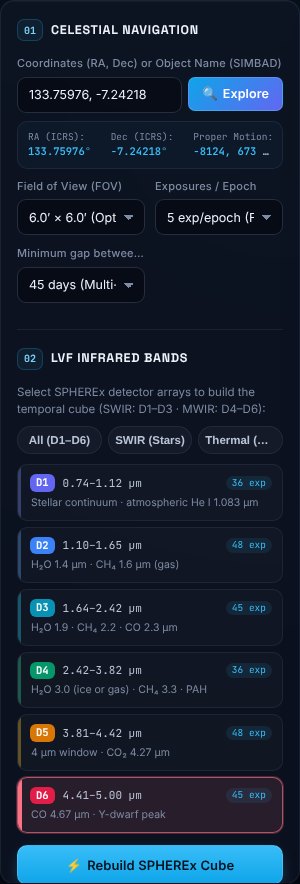 01 CELESTIAL NAVIGATION
Coordinates (RA, Dec) or Object Name (SIMBAD)
133.75976, -7.24218 🔍 Explore
RA (ICRS): Dec (ICRS): Proper Motion:
133.75976° -7.24218° -8124, 673 …
Field of View (FOV) Exposures / Epoch
6.0′ × 6.0′ (Opt 5 exp/epoch (F
Minimum gap betwee...
45 days (Multi-
02 LVF INFRARED BANDS
Select SPHEREx detector arrays to build the
temporal cube (SWIR: D1–D3 · MWIR: D4–D6):
All (D1–D6) SWIR (Stars) Thermal (...
D1 0.74–1.12 µm 36 exp
Stellar continuum · atmospheric He I 1.083 µm
D2 1.10–1.65 µm 48 exp
H₂O 1.4 µm · CH₄ 1.6 µm (gas)
D3 1.64–2.42 µm 45 exp
H₂O 1.9 · CH₄ 2.2 · CO 2.3 µm
D4 2.42–3.82 µm 36 exp
H₂O 3.0 (ice or gas) · CH₄ 3.3 · PAH
D5 3.81–4.42 µm 48 exp
4 µm window · CO₂ 4.27 µm
D6 4.41–5.00 µm 45 exp
CO 4.67 µm · Y-dwarf peak
⚡ Rebuild SPHEREx Cube